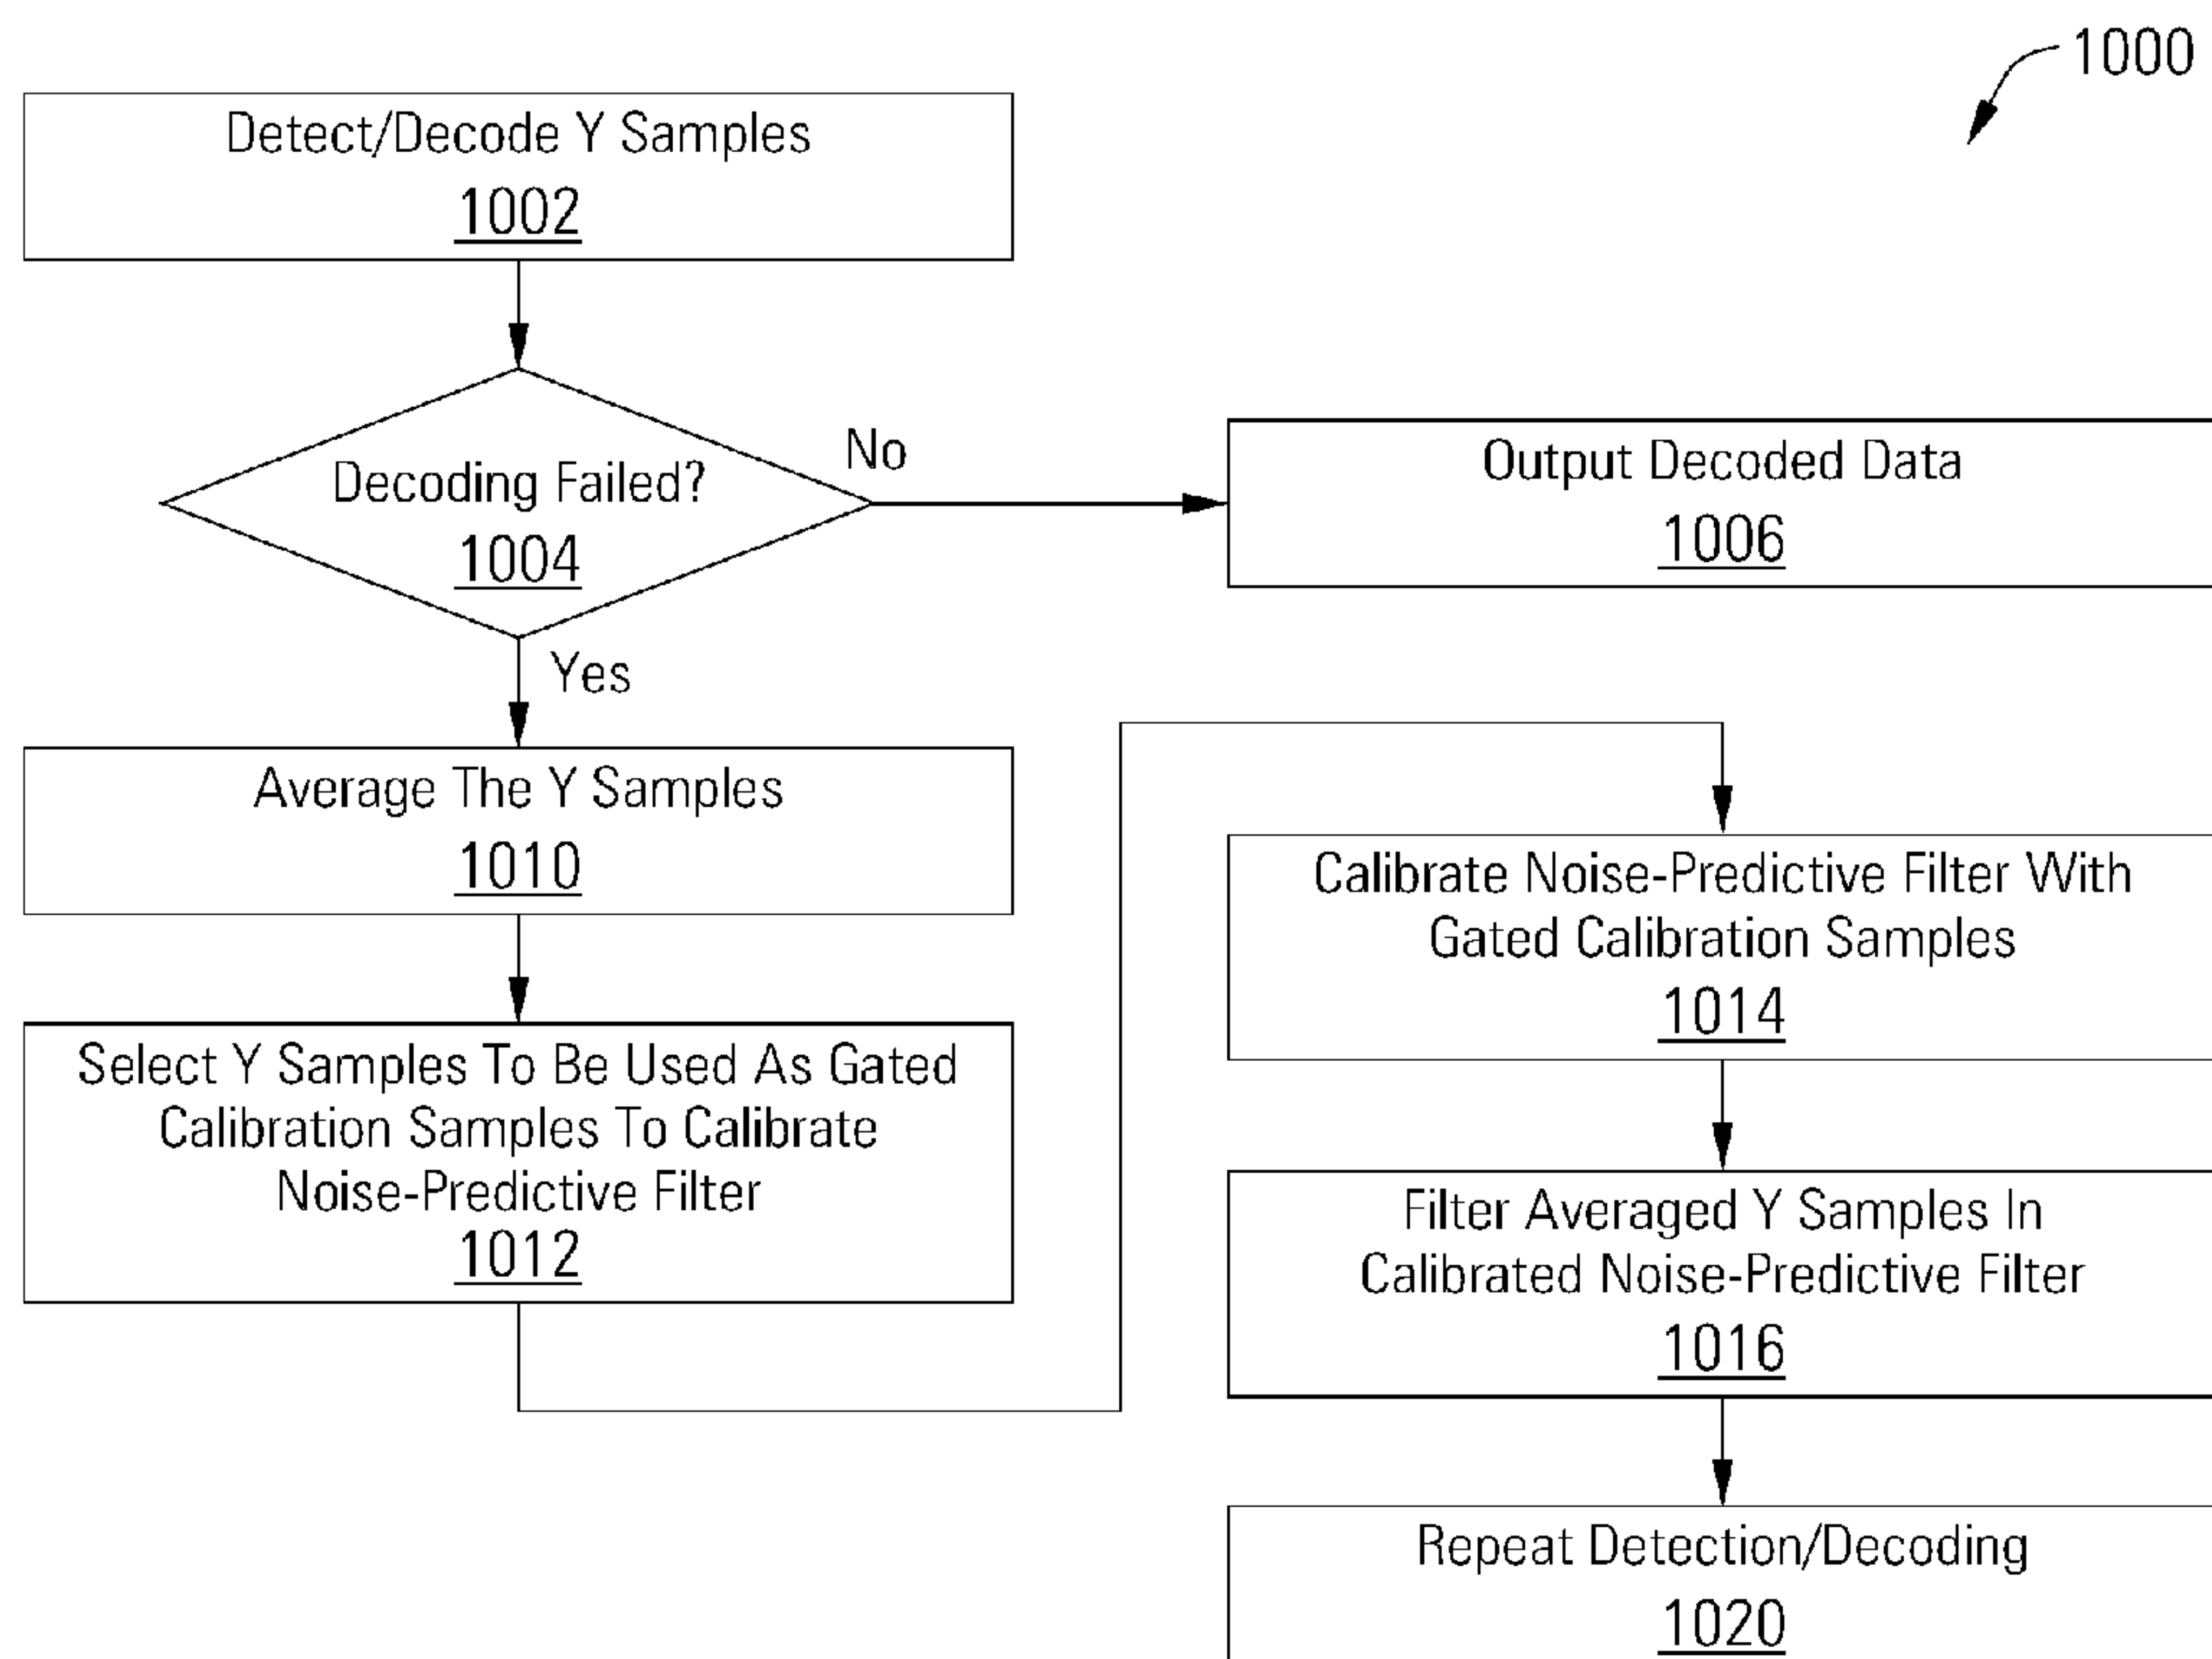 1000
Detect/Decode Y Samples
1002
Decoding Failed?
1004
No
Output Decoded Data
1006
Yes
Average The Y Samples
1010
Select Y Samples To Be Used As Gated
Calibration Samples To Calibrate
Noise-Predictive Filter
1012
Calibrate Noise-Predictive Filter With
Gated Calibration Samples
1014
Filter Averaged Y Samples In
Calibrated Noise-Predictive Filter
1016
Repeat Detection/Decoding
1020